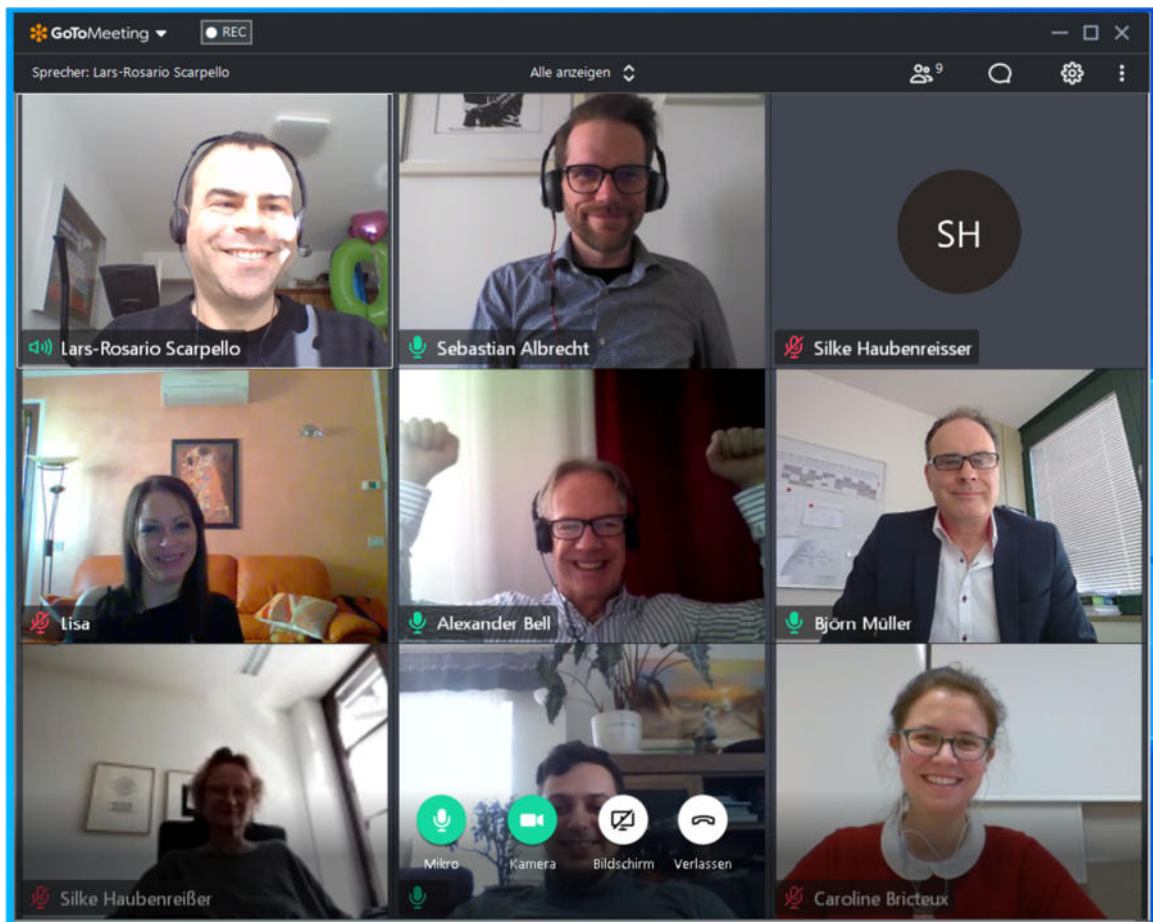 GoToMeeting
REC
Sprecher: Lars-Rosario Scarpello
Alle anzeigen
9
SH
Lars-Rosario Scarpello
Sebastian Albrecht
Silke Haubenreisser
Lisa
Alexander Bell
Björn Müller
Mikro
Kamera
Bildschirm
Verlassen
Silke Haubenreißer
Caroline Bricteux